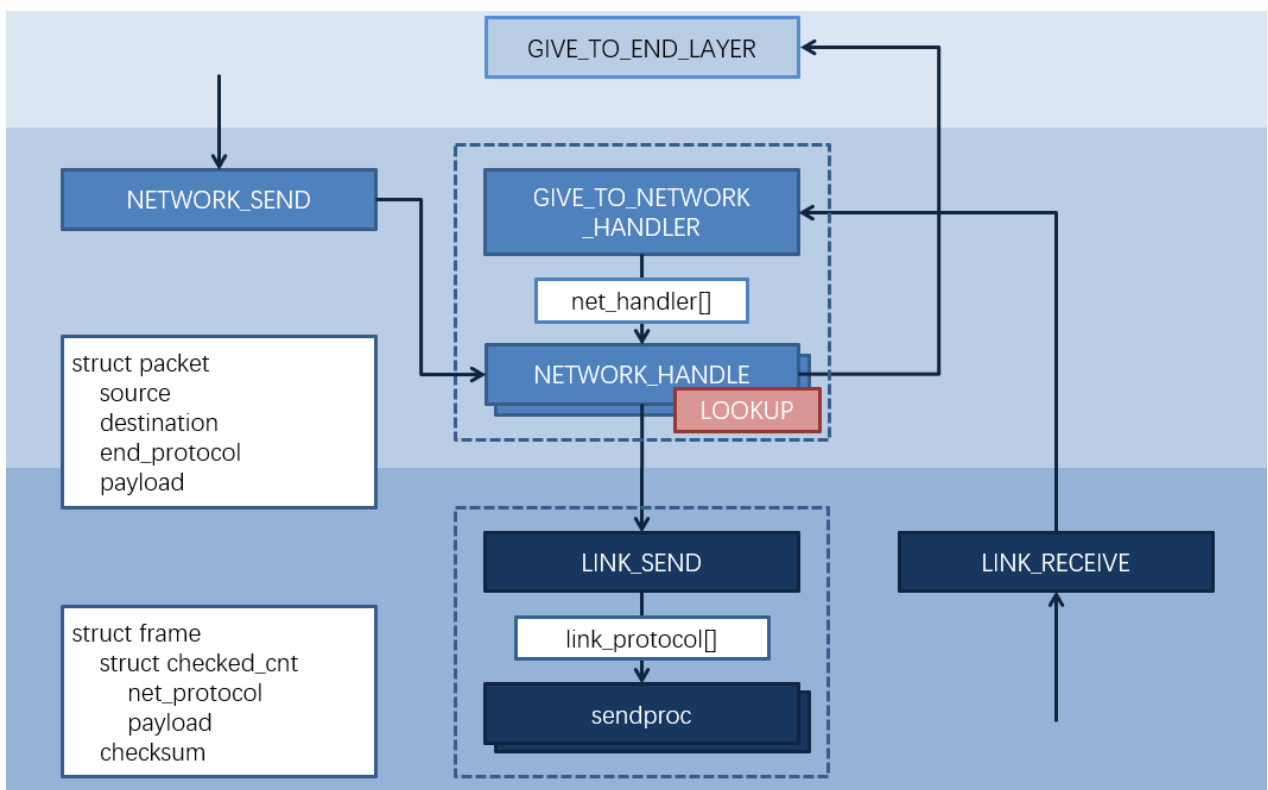 GIVE_TO_END_LAYER
NETWORK_SEND
GIVE_TO_NETWORK
_HANDLER
net_handler[]
NETWORK_HANDLE
LOOKUP
struct packet
source
destination
end_protocol
payload
LINK_SEND
LINK_RECEIVE
link_protocol[]
sendproc
struct frame
struct checked_cnt
net_protocol
payload
checksum